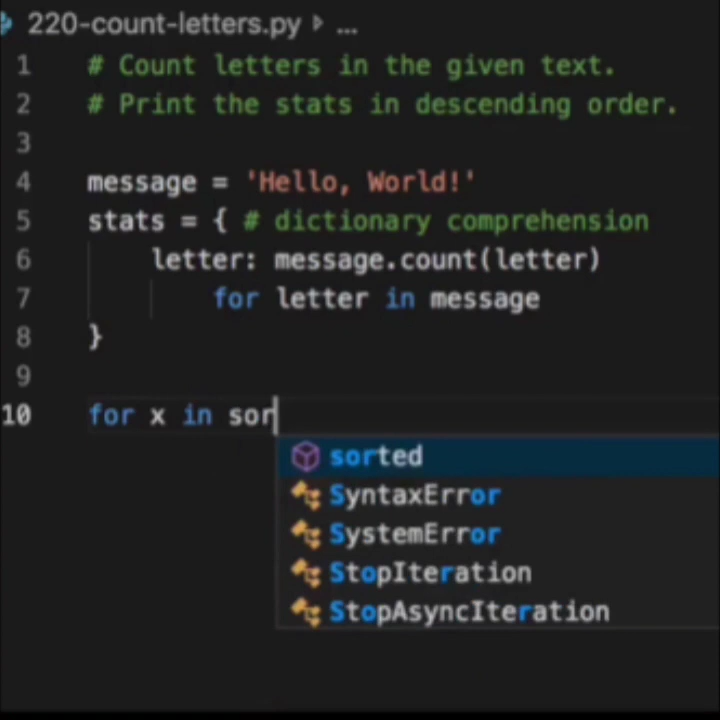 220-count-letters.py > ...
1 # Count letters in the given text.
2 # Print the stats in descending order.
3
4 message = 'Hello, World!'
5 stats = { # dictionary comprehension
6 letter: message.count(letter)
7 for letter in message
8 }
9
10 for x in sor
sorted
SyntaxError
SystemError
StopIteration
StopAsyncIteration